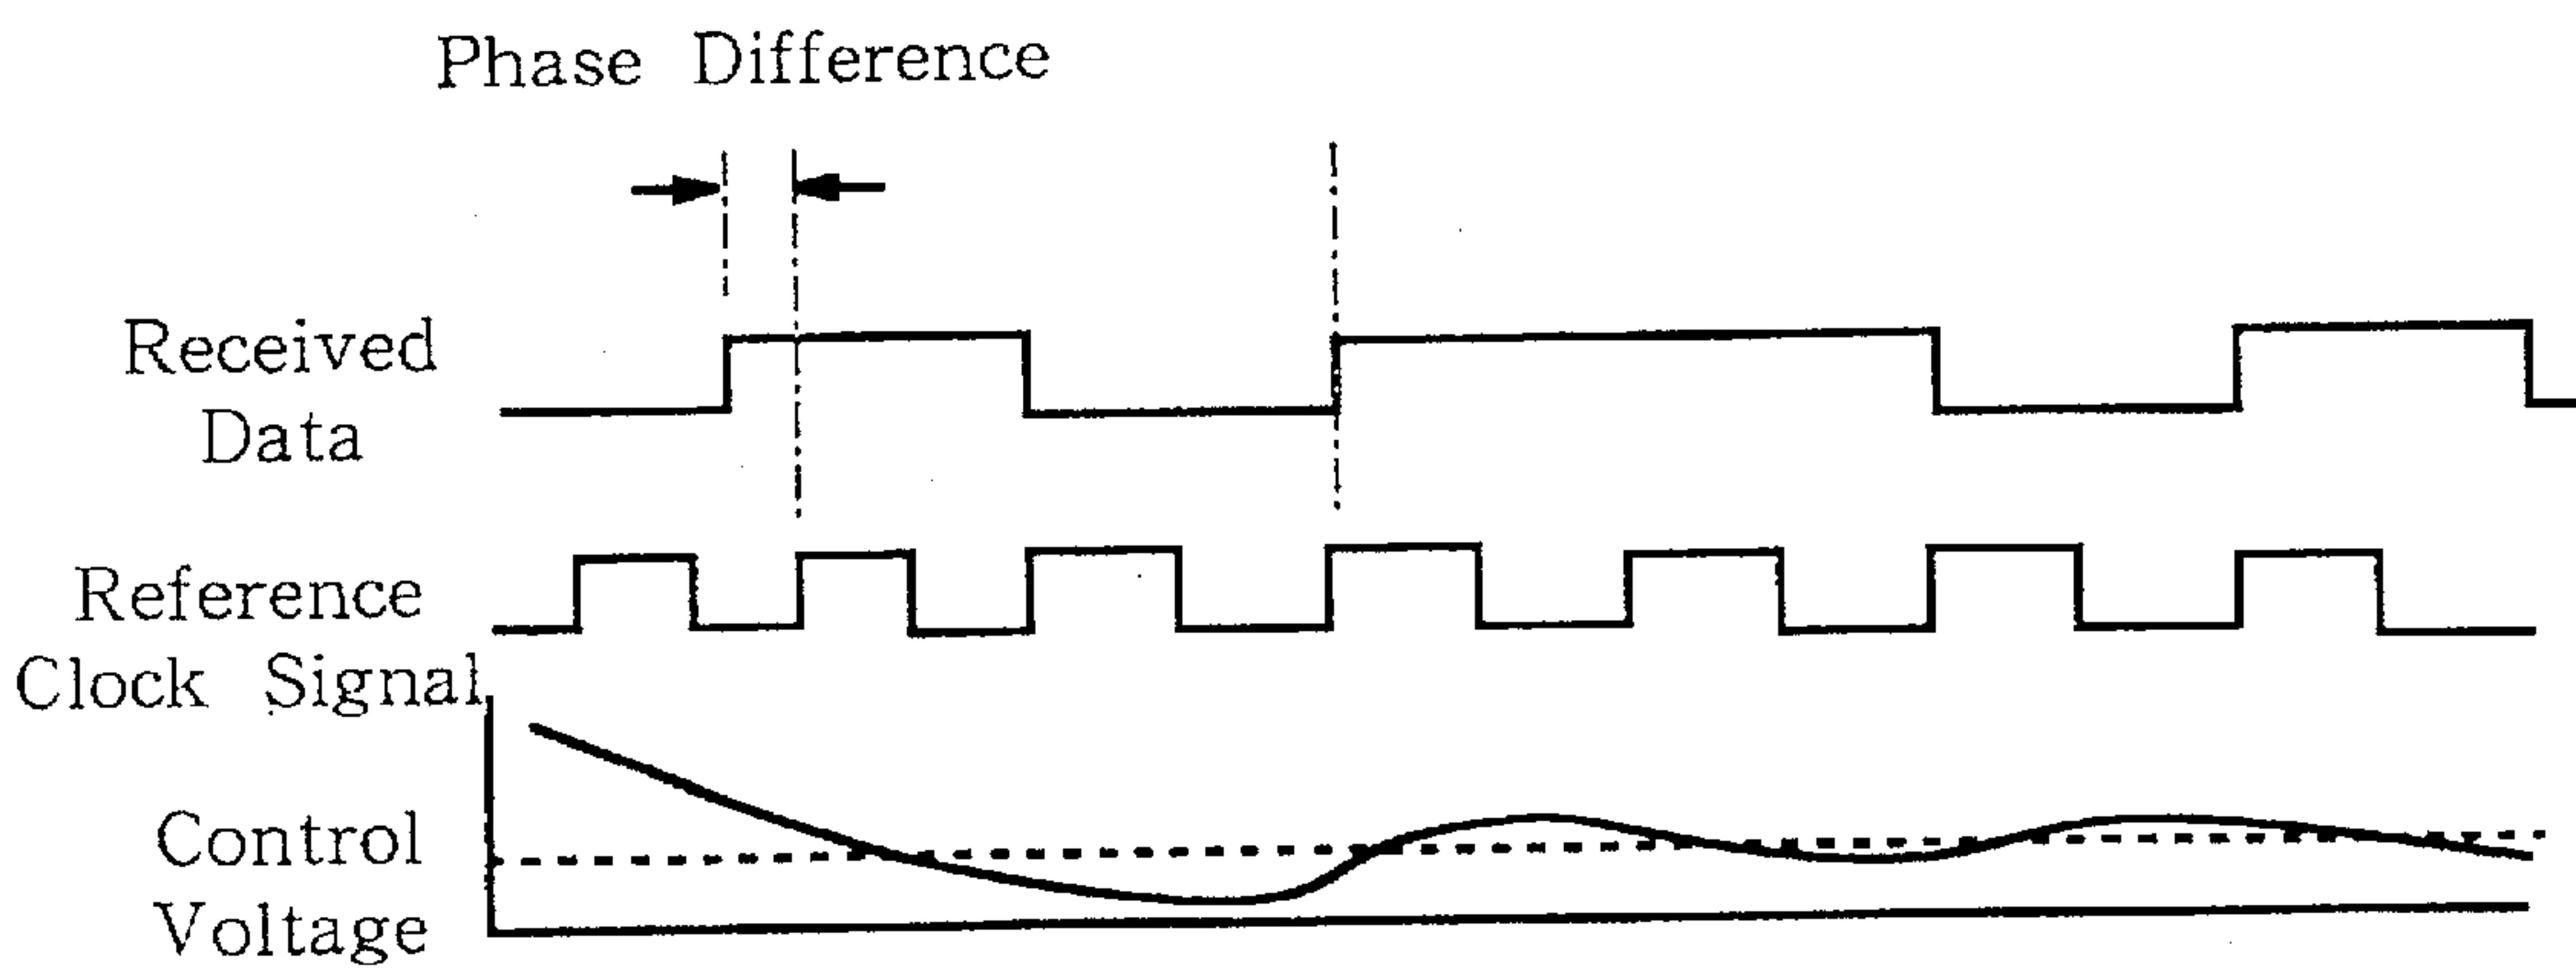 Phase Difference
Received
Data
Reference
Clock Signal
Control
Voltage